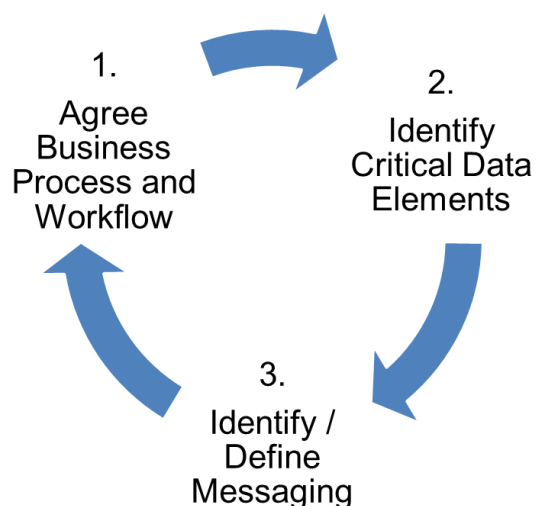 1.
Agree
Business
Process and
Workflow
2.
Identify
Critical Data
Elements
3.
Identify /
Define
Messaging